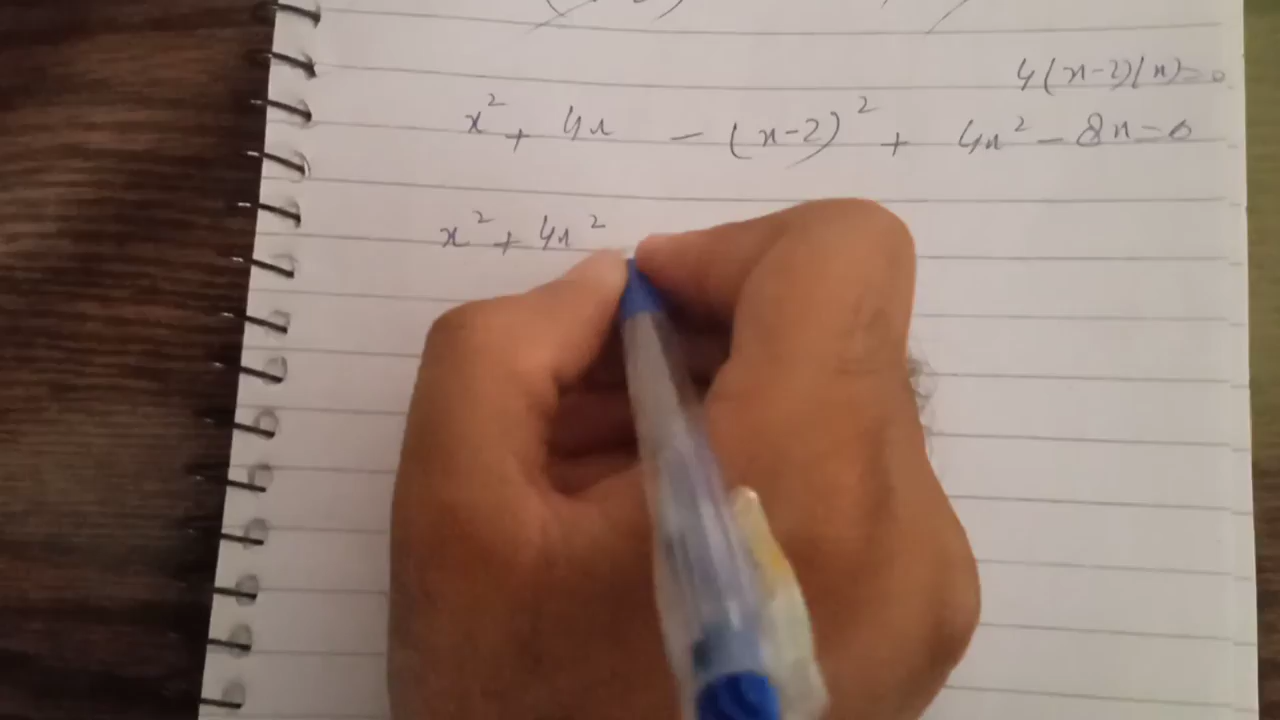 4(x-2)(x)=0
x² + 4x - (x-2)² + 4x² - 8x = 0
x² + 4x²